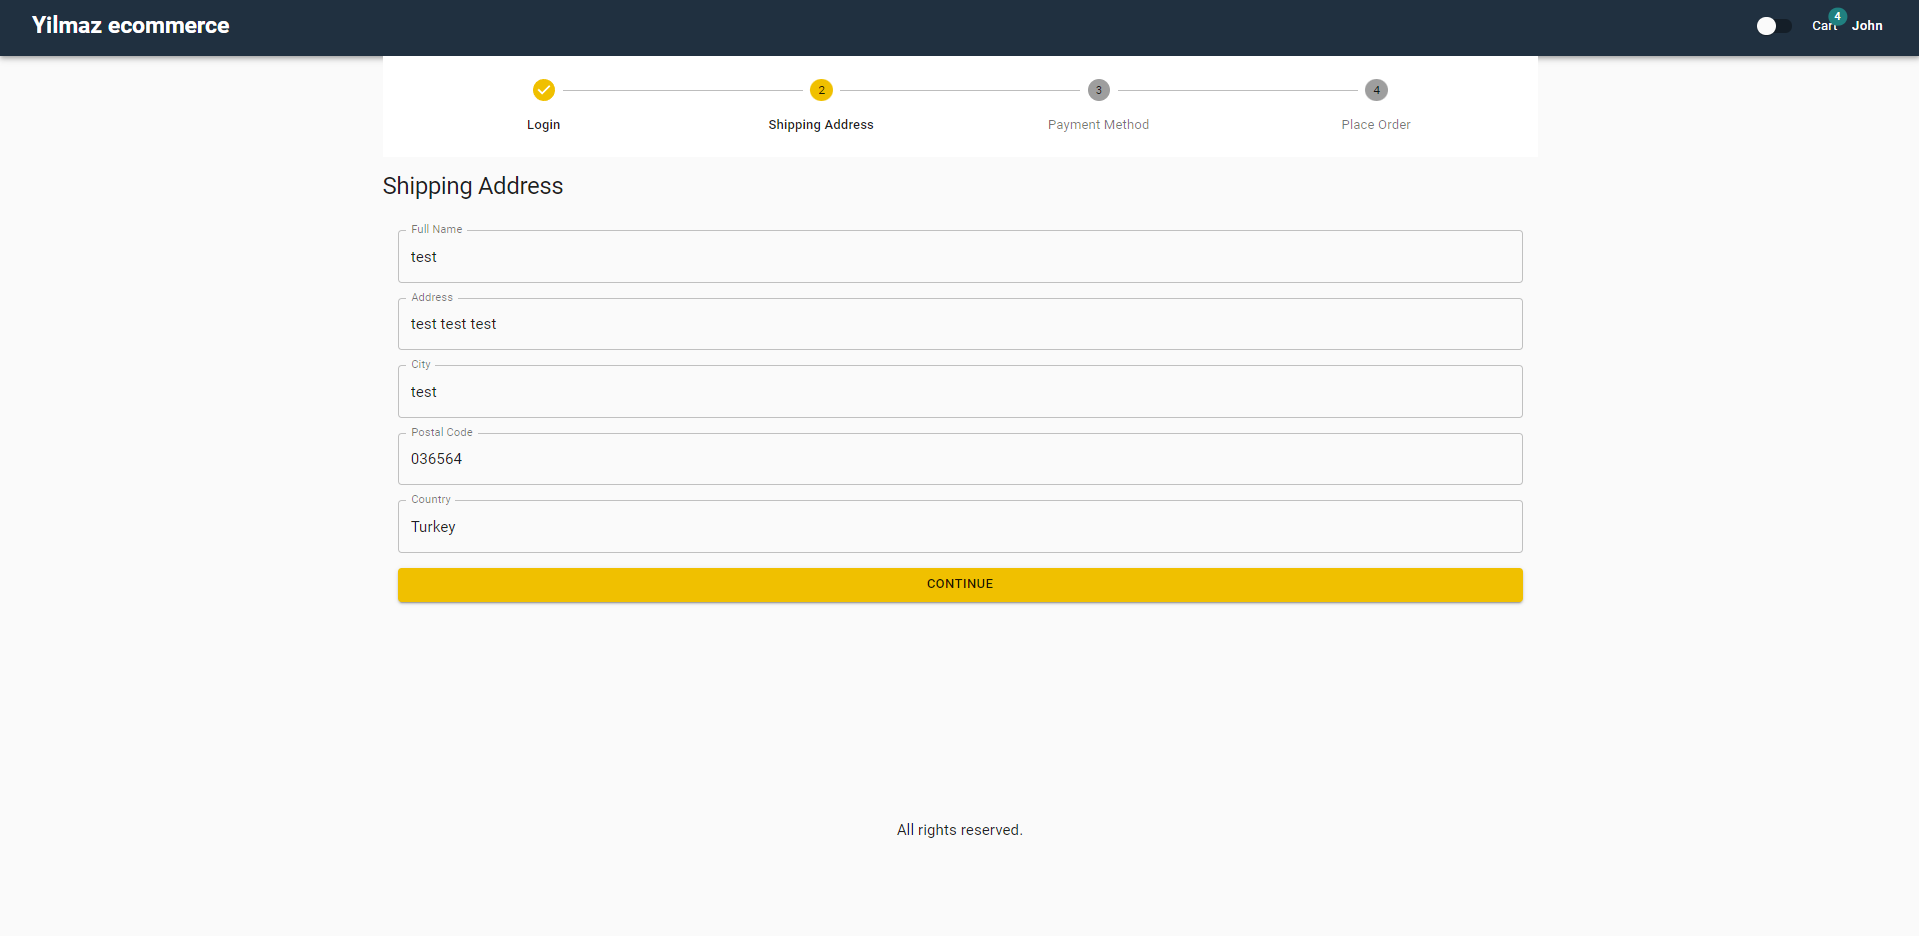 Yilmaz ecommerce
Cart 4 John
2 3 4
Login Shipping Address Payment Method Place Order
Shipping Address
Full Name
test
Address
test test test
City
test
Postal Code
036564
Country
Turkey
CONTINUE
All rights reserved.